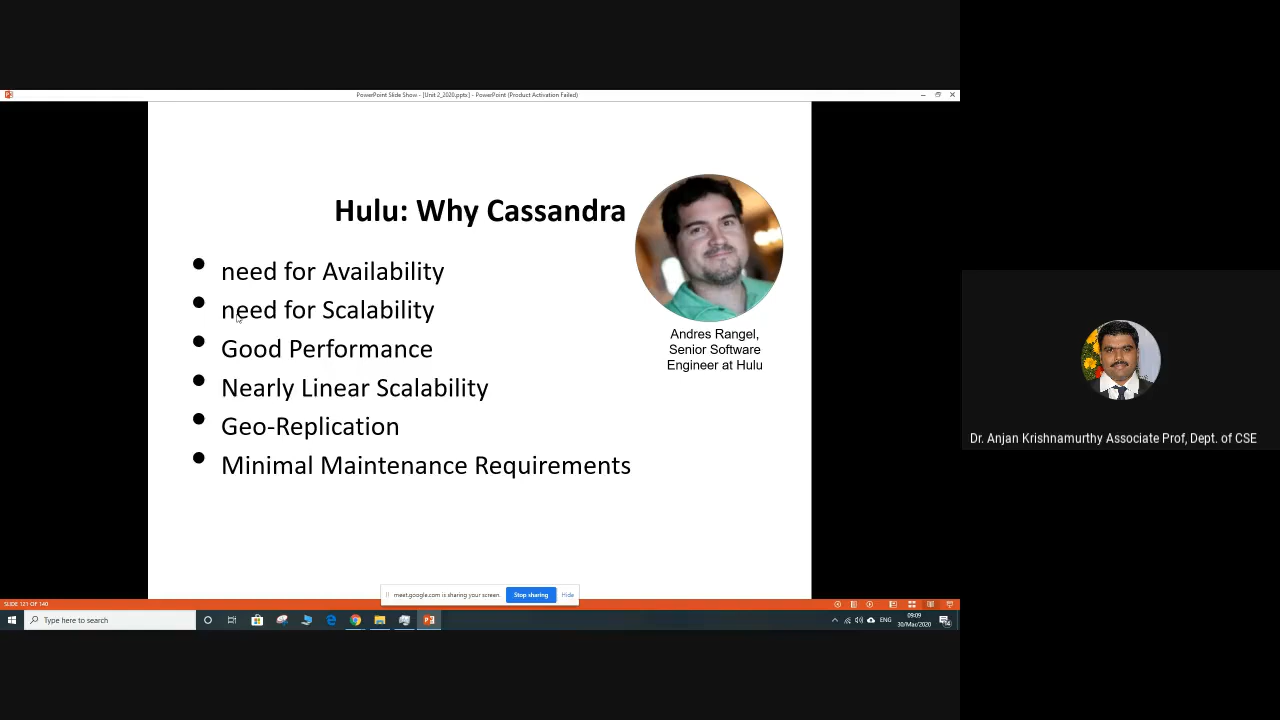 PowerPoint Slide Show - [Unit 2_2020.pptx] - PowerPoint (Product Activation Failed)
Hulu: Why Cassandra
• need for Availability
• need for Scalability
• Good Performance
• Nearly Linear Scalability
• Geo-Replication
• Minimal Maintenance Requirements
Andres Rangel,
Senior Software
Engineer at Hulu
Dr. Anjan Krishnamurthy Associate Prof, Dept. of CSE
meet.google.com is sharing your screen.
Stop sharing
Hide
SLIDE 121 OF 140
Type here to search
ENG
09:09
30/Mar/2020